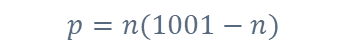 p = n(1001 − n)